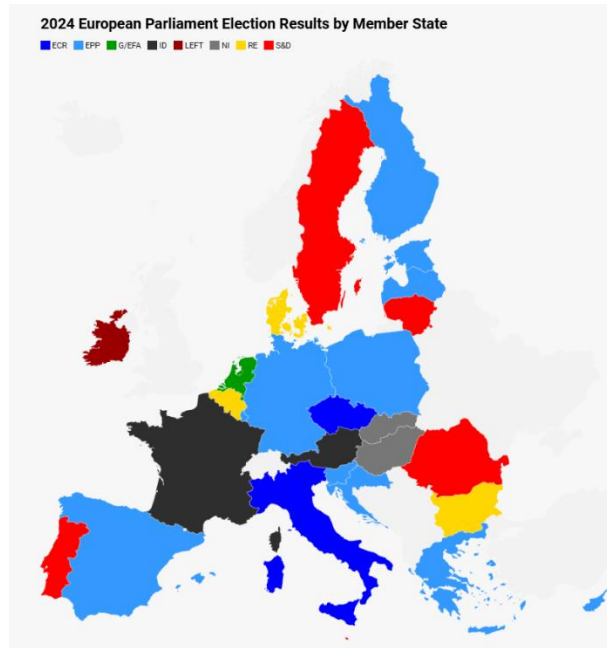 2024 European Parliament Election Results by Member State
ECR EPP G/EFA ID LEFT NI RE S&D